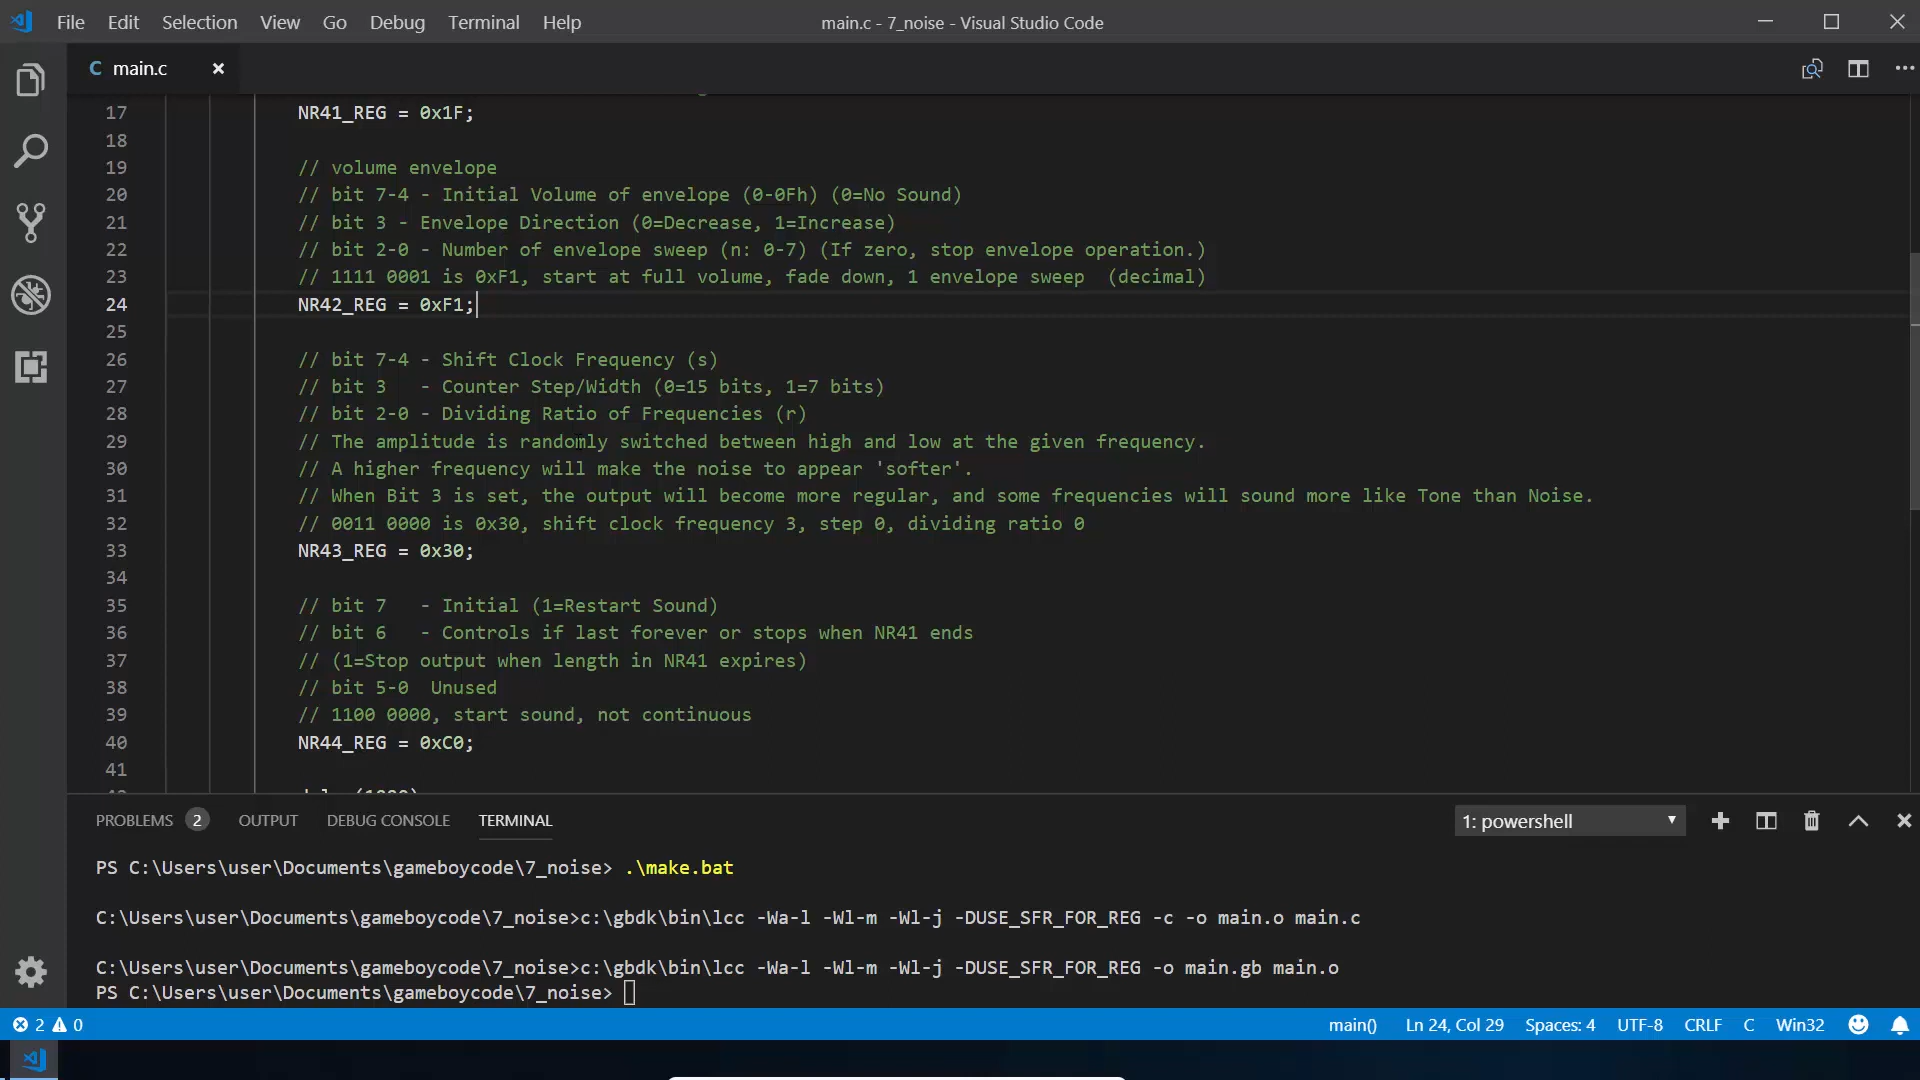 File Edit Selection View Go Debug Terminal Help
main.c - 7_noise - Visual Studio Code
C main.c
17 NR41_REG = 0x1F;
18
19 // volume envelope
20 // bit 7-4 - Initial Volume of envelope (0-0Fh) (0=No Sound)
21 // bit 3 - Envelope Direction (0=Decrease, 1=Increase)
22 // bit 2-0 - Number of envelope sweep (n: 0-7) (If zero, stop envelope operation.)
23 // 1111 0001 is 0xF1, start at full volume, fade down, 1 envelope sweep  (decimal)
24 NR42_REG = 0xF1;
25
26 // bit 7-4 - Shift Clock Frequency (s)
27 // bit 3   - Counter Step/Width (0=15 bits, 1=7 bits)
28 // bit 2-0 - Dividing Ratio of Frequencies (r)
29 // The amplitude is randomly switched between high and low at the given frequency.
30 // A higher frequency will make the noise to appear 'softer'.
31 // When Bit 3 is set, the output will become more regular, and some frequencies will sound more like Tone than Noise.
32 // 0011 0000 is 0x30, shift clock frequency 3, step 0, dividing ratio 0
33 NR43_REG = 0x30;
34
35 // bit 7   - Initial (1=Restart Sound)
36 // bit 6   - Controls if last forever or stops when NR41 ends
37 // (1=Stop output when length in NR41 expires)
38 // bit 5-0  Unused
39 // 1100 0000, start sound, not continuous
40 NR44_REG = 0xC0;
41
PROBLEMS 2 OUTPUT DEBUG CONSOLE TERMINAL
1: powershell
PS C:\Users\user\Documents\gameboycode\7_noise> .\make.bat
C:\Users\user\Documents\gameboycode\7_noise>c:\gbdk\bin\lcc -Wa-l -Wl-m -Wl-j -DUSE_SFR_FOR_REG -c -o main.o main.c
C:\Users\user\Documents\gameboycode\7_noise>c:\gbdk\bin\lcc -Wa-l -Wl-m -Wl-j -DUSE_SFR_FOR_REG -o main.gb main.o
PS C:\Users\user\Documents\gameboycode\7_noise>
2 0
main() Ln 24, Col 29 Spaces: 4 UTF-8 CRLF C Win32